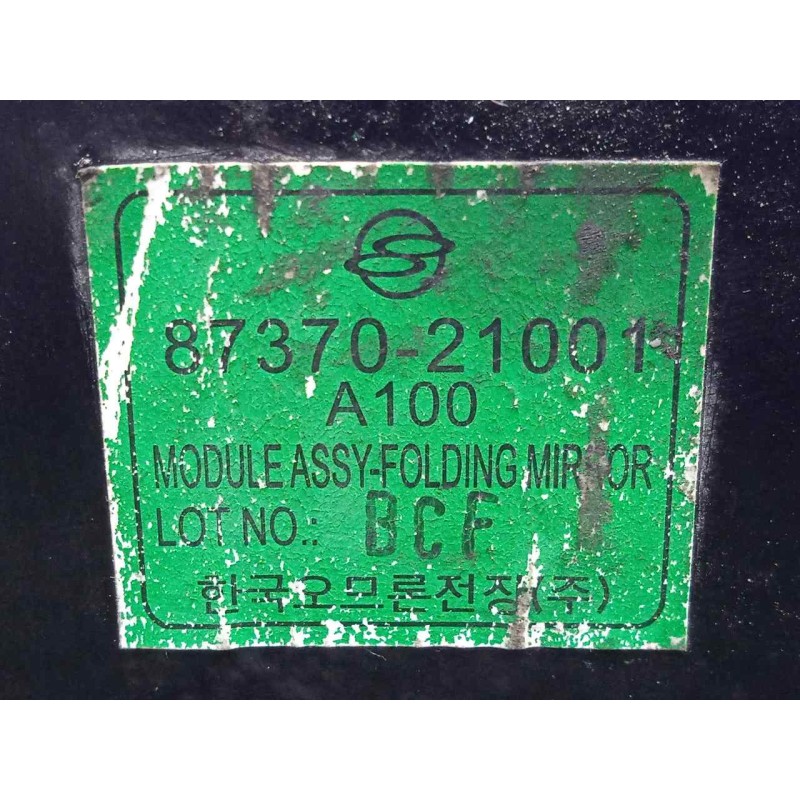 87370-21001
A100
MODULE ASSY-FOLDING MIRROR
LOT NO.: BCF
한국오므론전장(주)